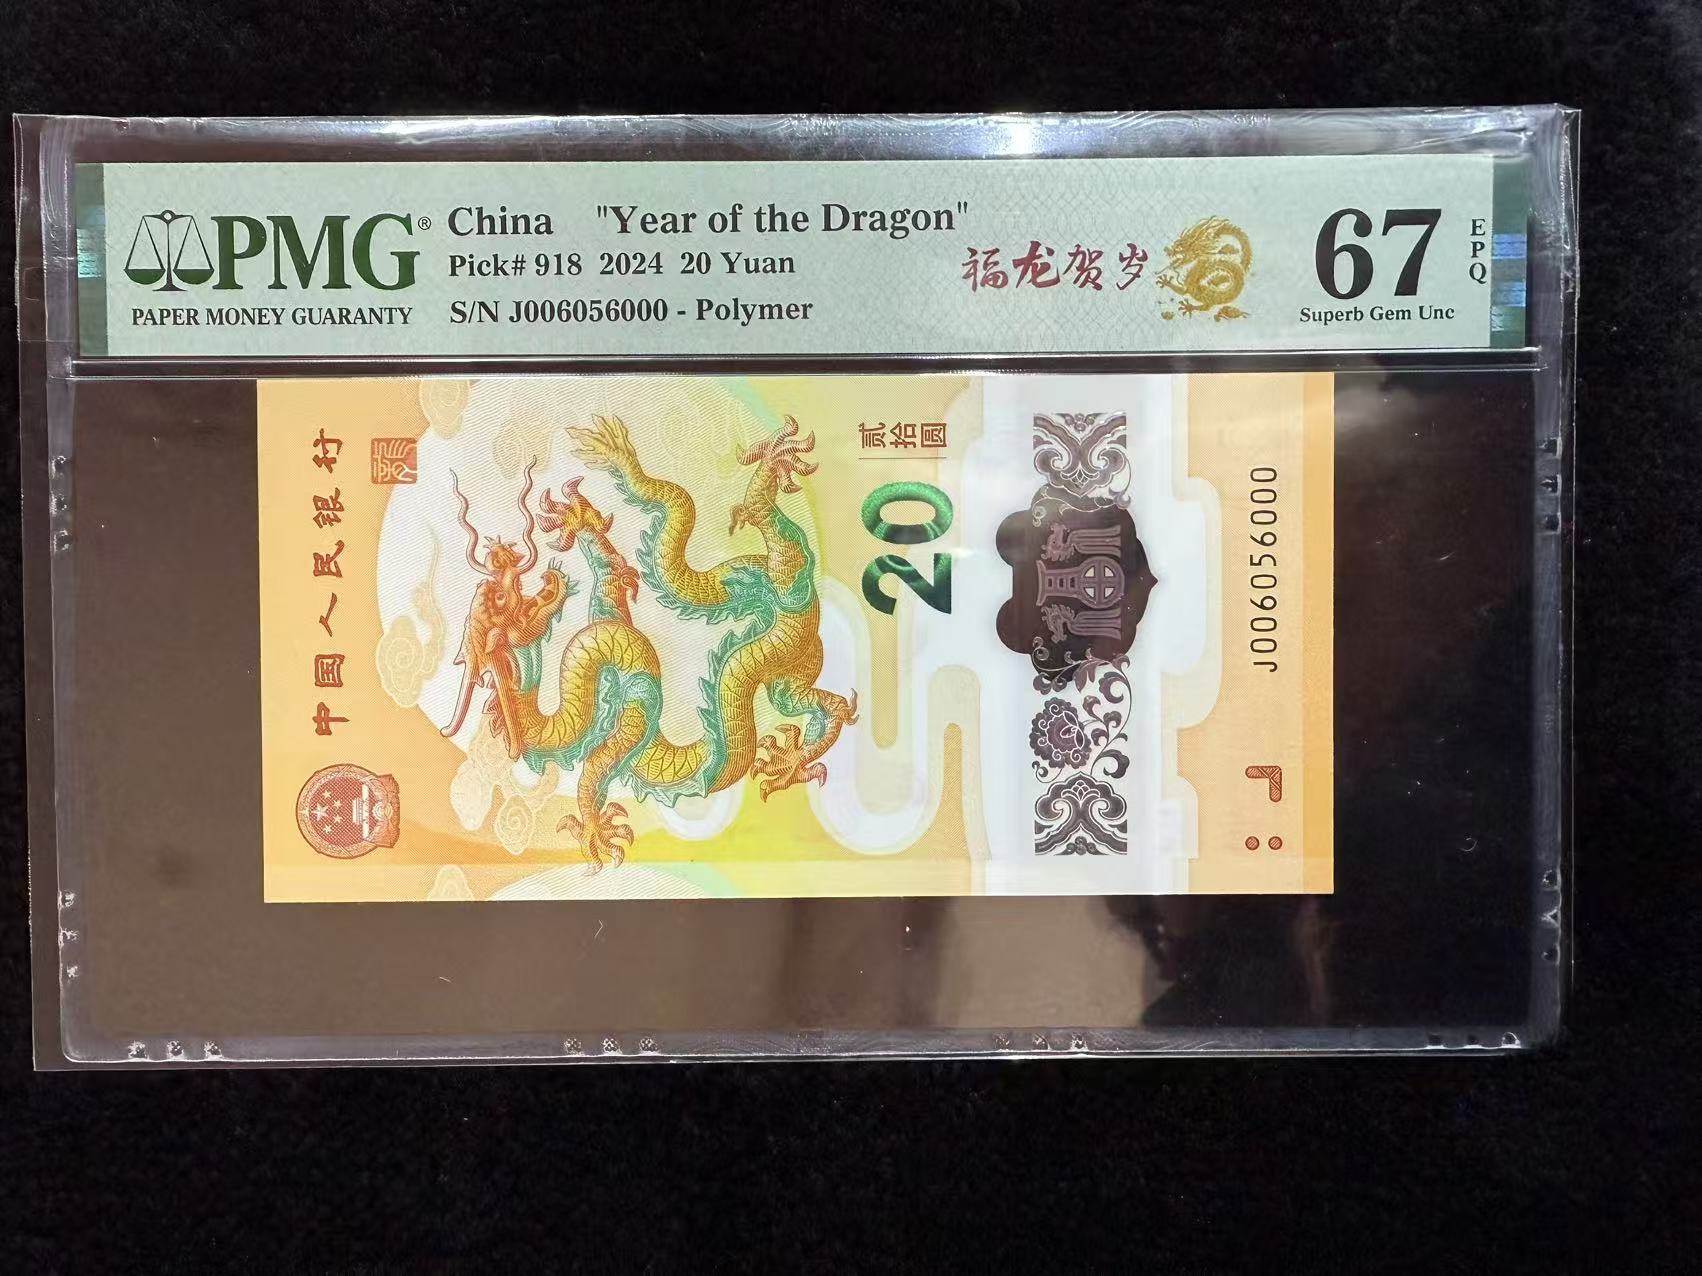 PMG®
PAPER MONEY GUARANTY
China "Year of the Dragon"
Pick# 918 2024 20 Yuan
S/N J006056000 - Polymer
福龙贺岁
67
EPQ
Superb Gem Unc
中国人民银行
贰拾圆
20
J006056000